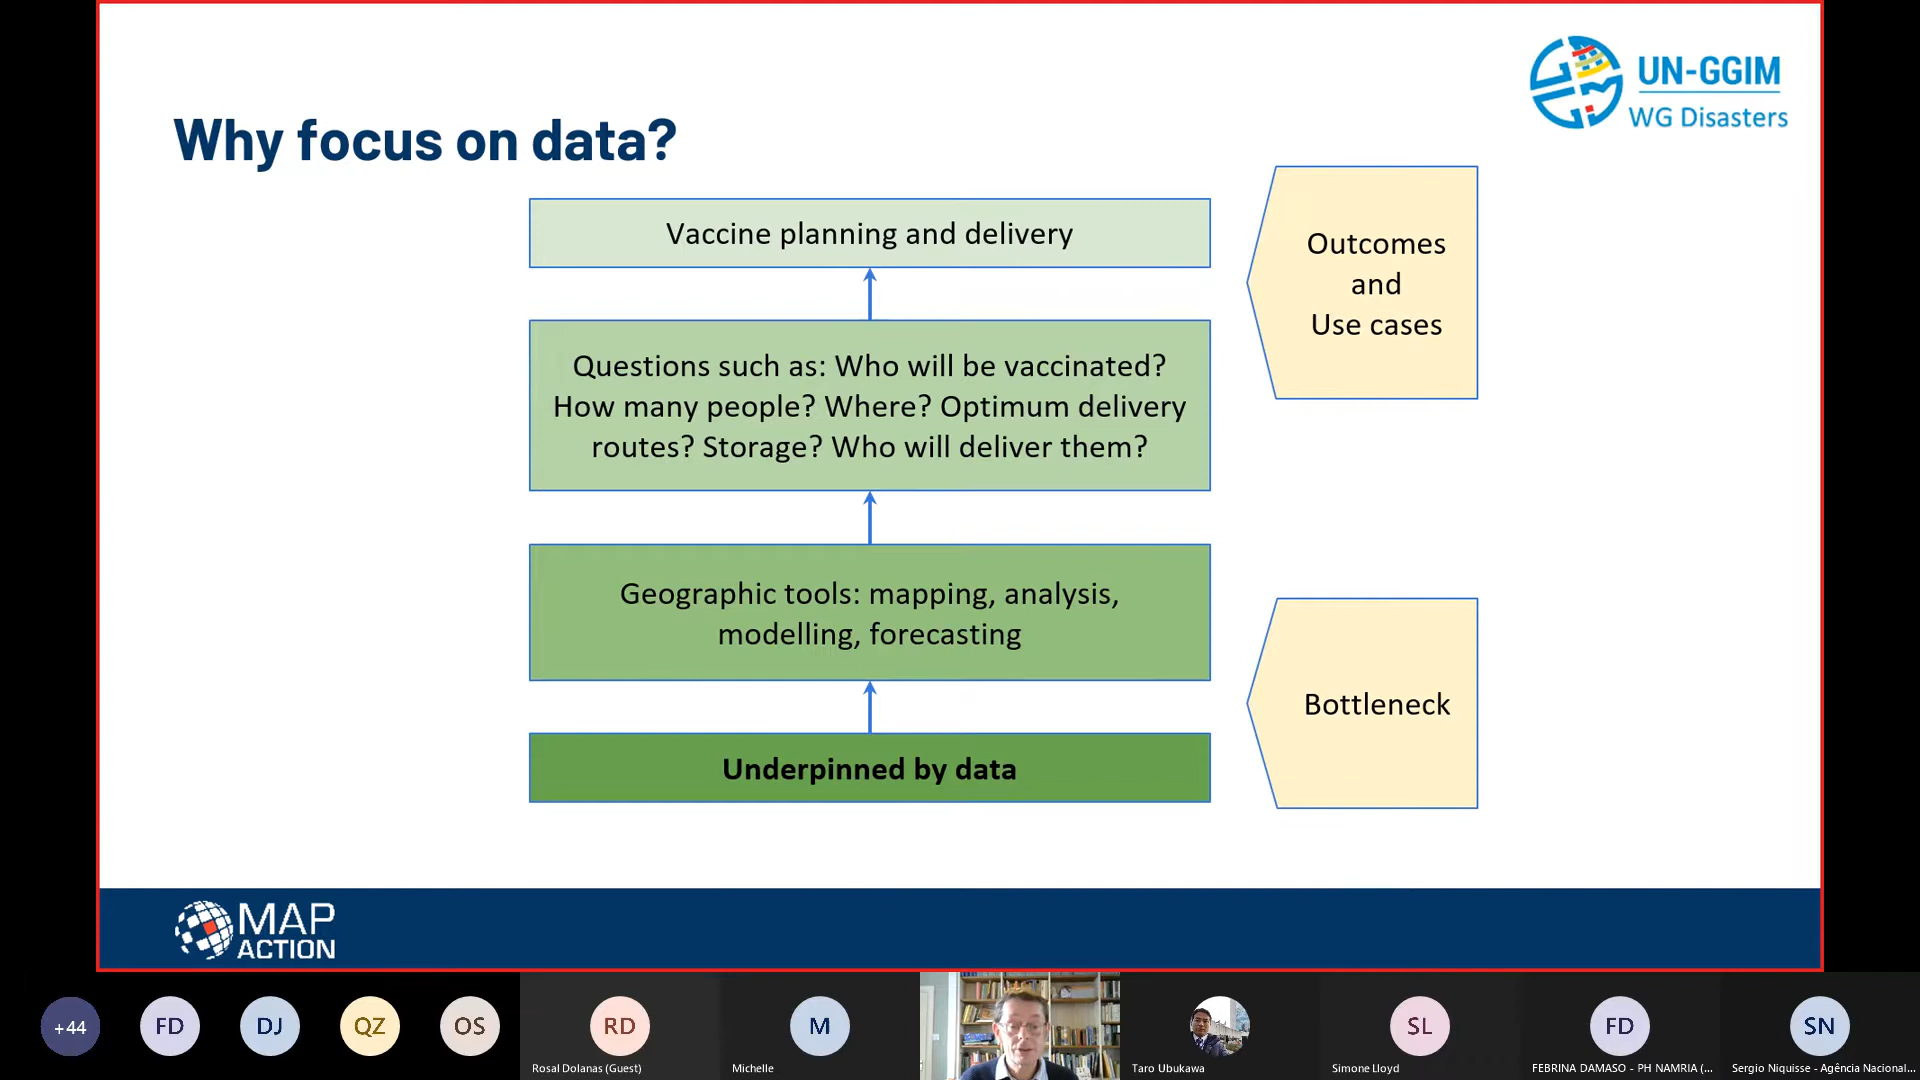 UN-GGIM
WG Disasters
Why focus on data?
Vaccine planning and delivery
Outcomes
and
Use cases
Questions such as: Who will be vaccinated?
How many people? Where? Optimum delivery
routes? Storage? Who will deliver them?
Geographic tools: mapping, analysis,
modelling, forecasting
Bottleneck
Underpinned by data
MAP
ACTION
+44
FD
DJ
QZ
OS
RD
Rosal Dolanas (Guest)
M
Michelle
Taro Ubukawa
SL
Simone Lloyd
FD
FEBRINA DAMASO - PH NAMRIA (...
SN
Sergio Niquisse - Agência Nacional...